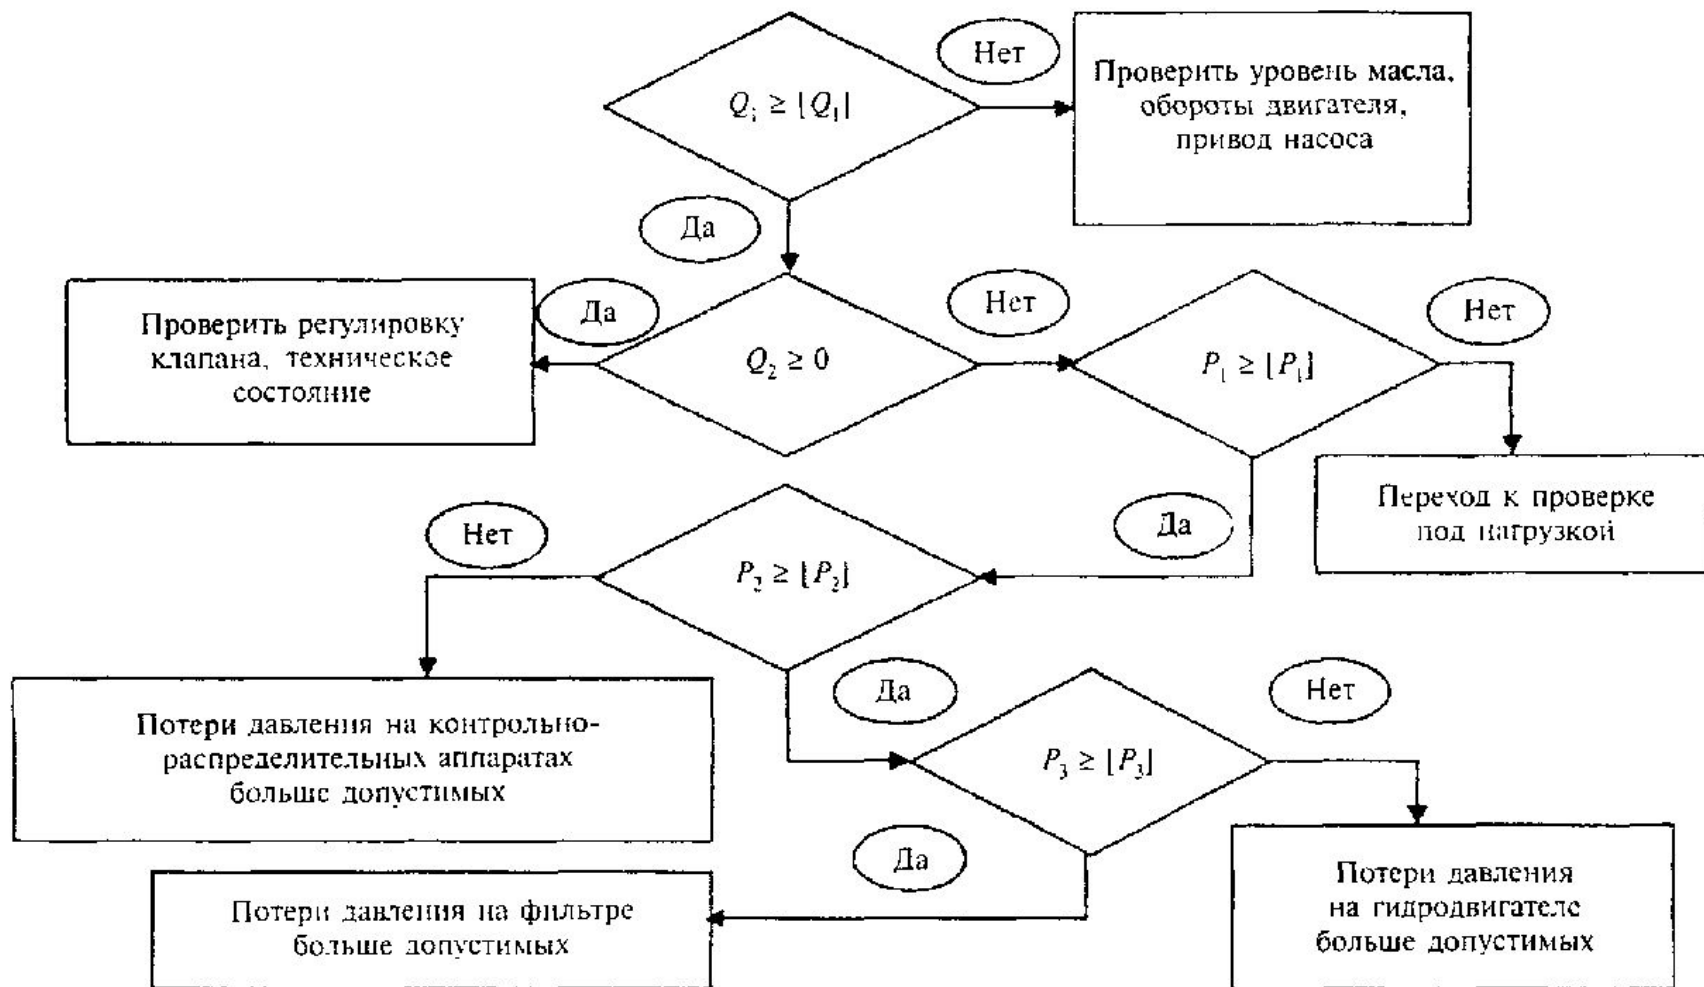 Нет
Q₁ ≥ [Q₁]
Проверить уровень масла,
обороты двигателя,
привод насоса
Да
Да
Нет
Нет
Проверить регулировку
клапана, техническое
состояние
Q₂ ≥ 0
P₁ ≥ [P₁]
Переход к проверке
под нагрузкой
Да
Нет
P₂ ≥ [P₂]
Да
Нет
Потери давления на контрольно-
распределительных аппаратах
больше допустимых
P₃ ≥ [P₃]
Да
Потери давления
на гидродвигателе
больше допустимых
Потери давления на фильтре
больше допустимых